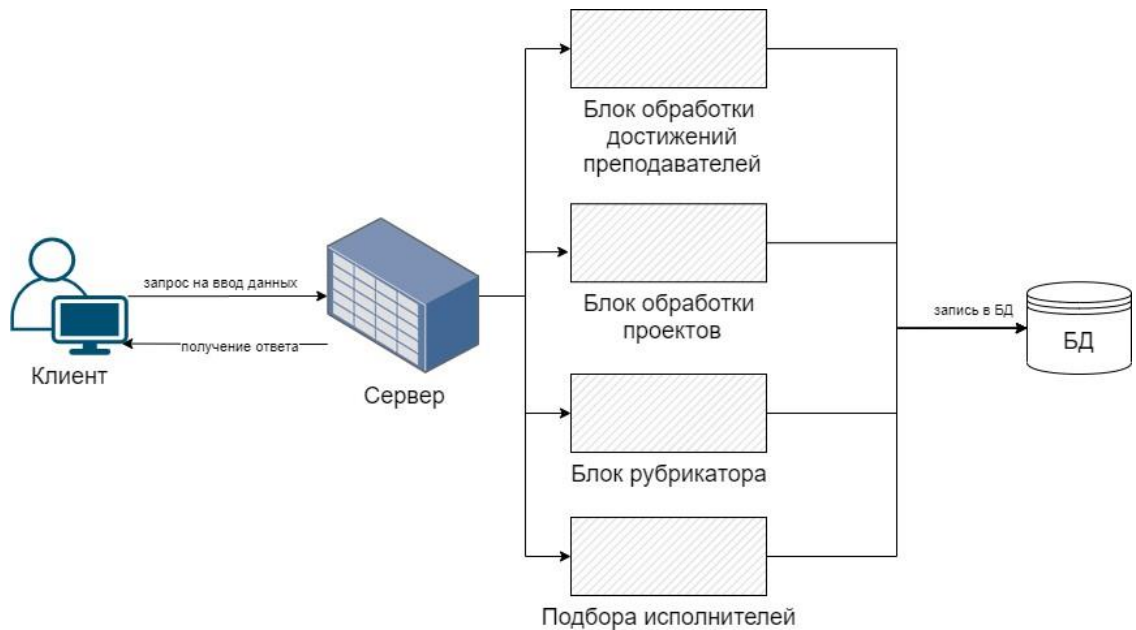 Блок обработки
достижений
преподавателей
запрос на ввод данных
получение ответа
Клиент
Сервер
Блок обработки
проектов
запись в БД
БД
Блок рубрикатора
Подбора исполнителей